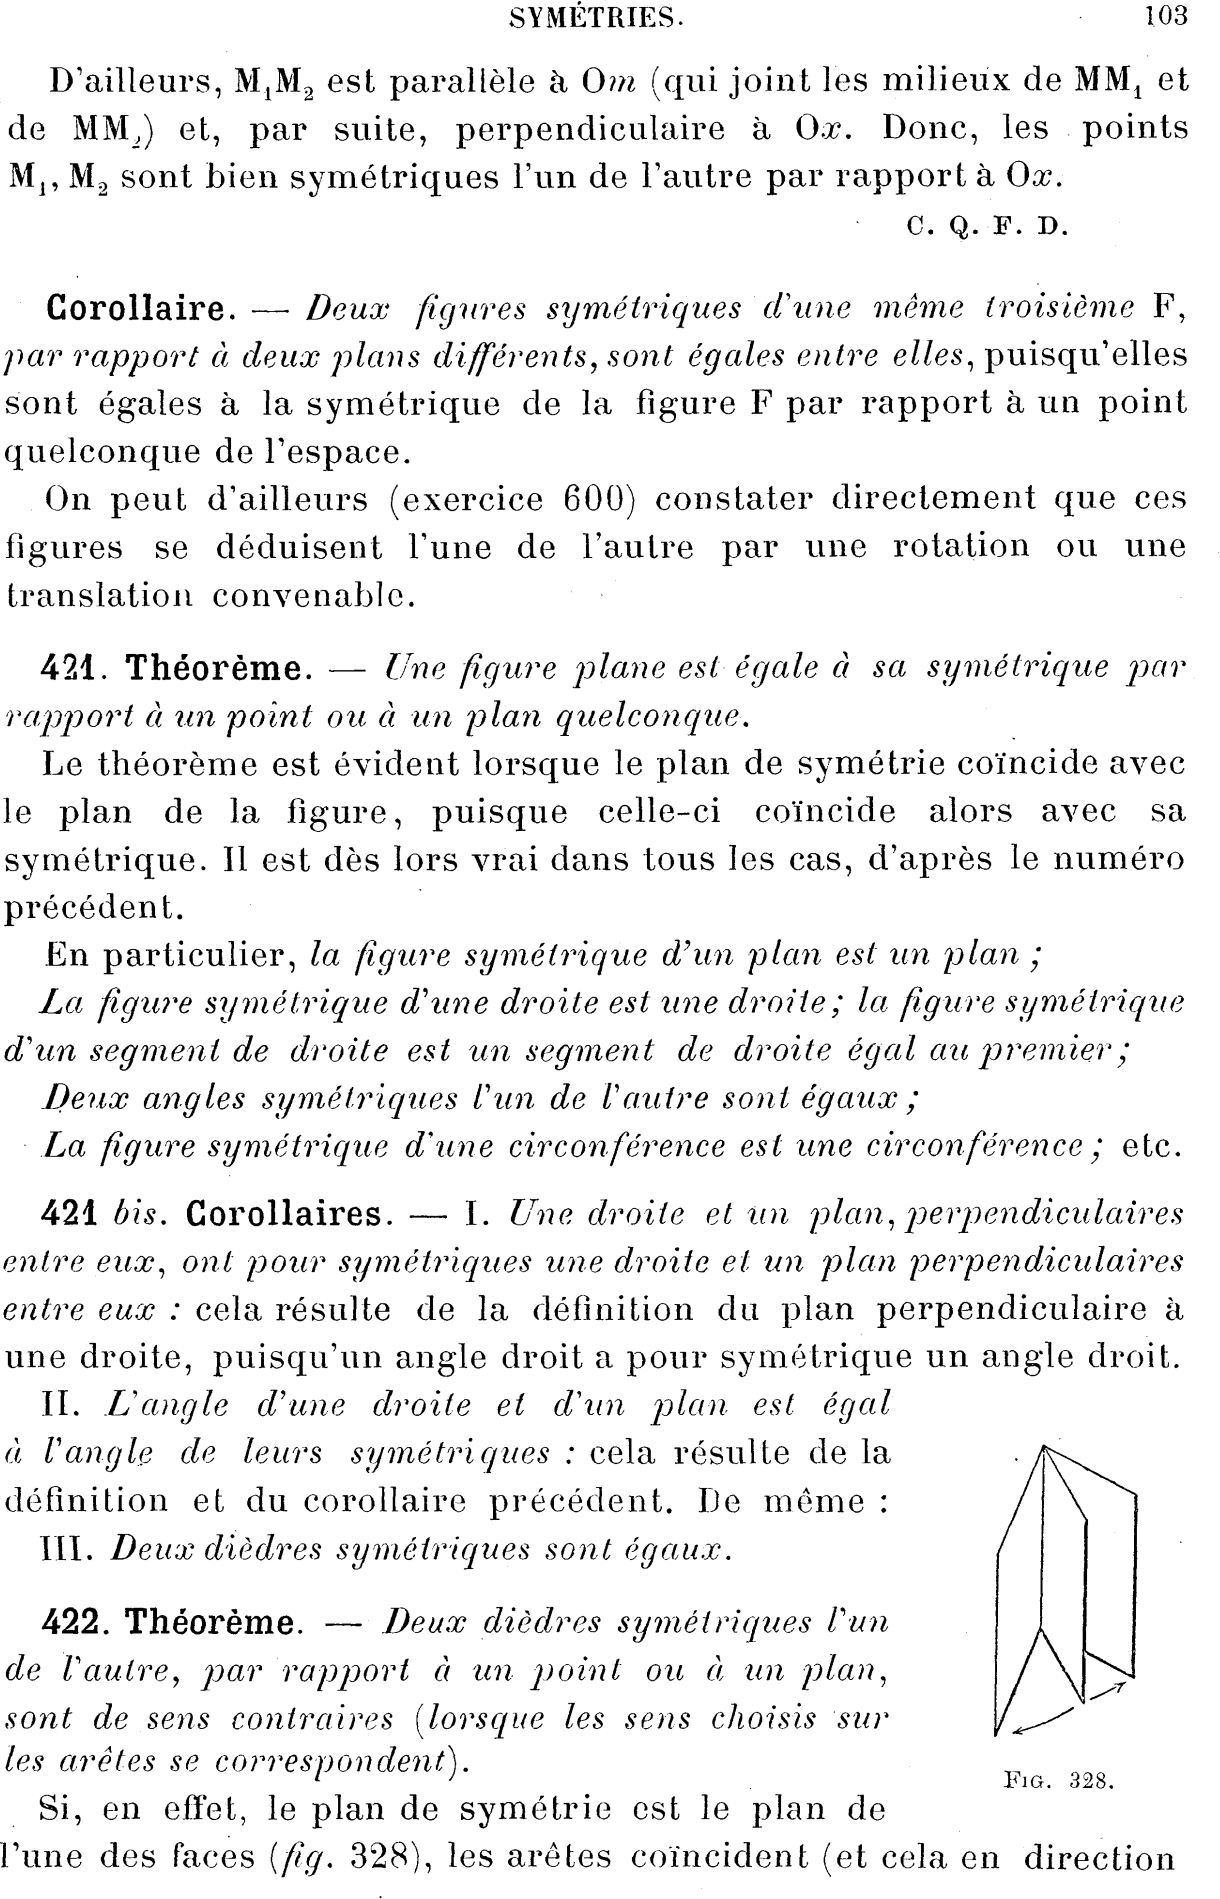 SYMÉTRIES. 103
D'ailleurs, M₁M₂ est parallèle à Om (qui joint les milieux de MM₁ et
de MM₂) et, par suite, perpendiculaire à Ox. Donc, les points
M₁, M₂ sont bien symétriques l'un de l'autre par rapport à Ox.
C. Q. F. D.
Corollaire. — Deux figures symétriques d'une même troisième F,
par rapport à deux plans différents, sont égales entre elles, puisqu'elles
sont égales à la symétrique de la figure F par rapport à un point
quelconque de l'espace.
On peut d'ailleurs (exercice 600) constater directement que ces
figures se déduisent l'une de l'autre par une rotation ou une
translation convenable.
421. Théorème. — Une figure plane est égale à sa symétrique par
rapport à un point ou à un plan quelconque.
Le théorème est évident lorsque le plan de symétrie coïncide avec
le plan de la figure, puisque celle-ci coïncide alors avec sa
symétrique. Il est dès lors vrai dans tous les cas, d'après le numéro
précédent.
En particulier, la figure symétrique d'un plan est un plan ;
La figure symétrique d'une droite est une droite ; la figure symétrique
d'un segment de droite est un segment de droite égal au premier ;
Deux angles symétriques l'un de l'autre sont égaux ;
La figure symétrique d'une circonférence est une circonférence ; etc.
421 bis. Corollaires. — I. Une droite et un plan, perpendiculaires
entre eux, ont pour symétriques une droite et un plan perpendiculaires
entre eux : cela résulte de la définition du plan perpendiculaire à
une droite, puisqu'un angle droit a pour symétrique un angle droit.
II. L'angle d'une droite et d'un plan est égal
à l'angle de leurs symétriques : cela résulte de la
définition et du corollaire précédent. De même :
III. Deux dièdres symétriques sont égaux.
422. Théorème. — Deux dièdres symétriques l'un
de l'autre, par rapport à un point ou à un plan,
sont de sens contraires (lorsque les sens choisis sur
les arêtes se correspondent).
FIG. 328.
Si, en effet, le plan de symétrie est le plan de
l'une des faces (fig. 328), les arêtes coïncident (et cela en direction